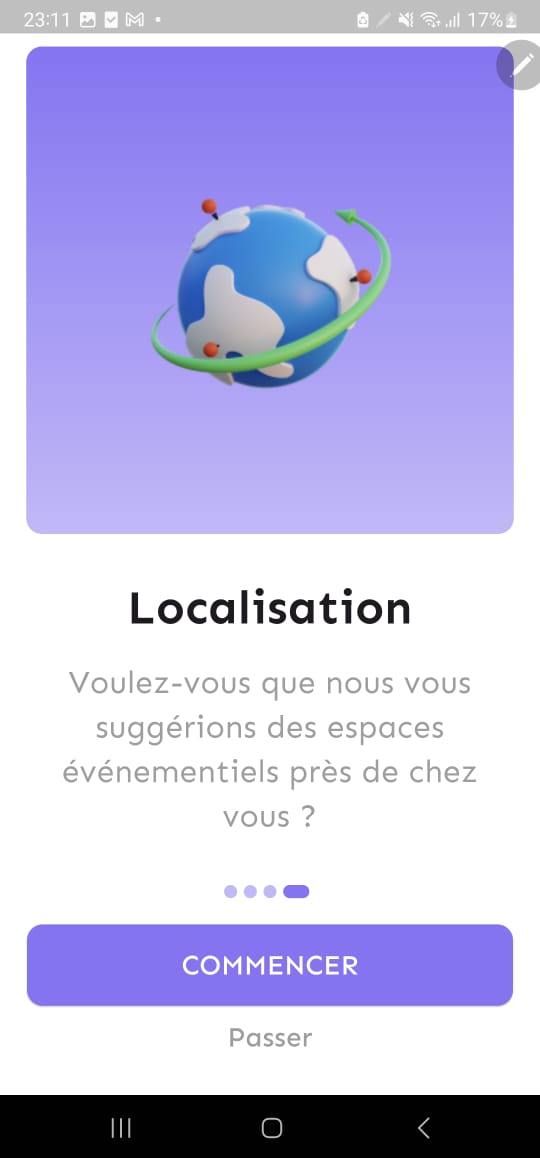 23:11 17%
Localisation
Voulez-vous que nous vous
suggérions des espaces
événementiels près de chez
vous ?
COMMENCER
Passer